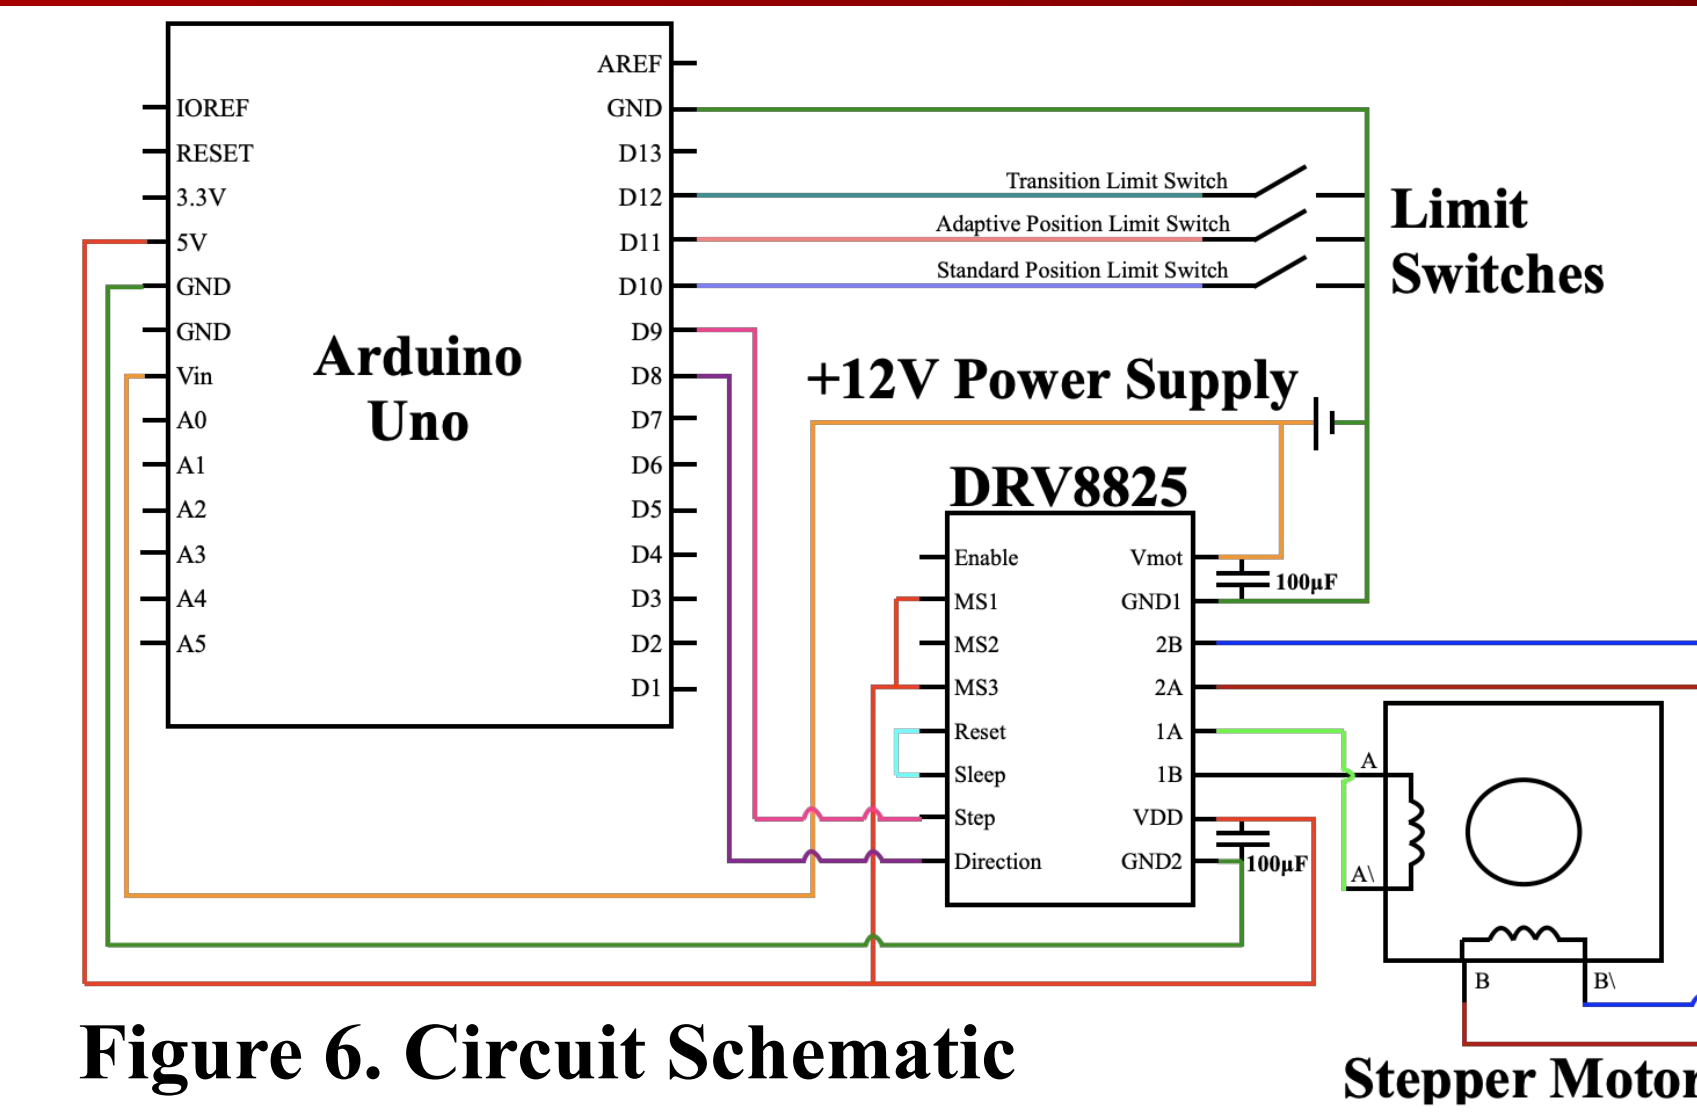 AREF
IOREF
GND
RESET
D13
3.3V
D12
Transition Limit Switch
5V
D11
Adaptive Position Limit Switch
GND
D10
Standard Position Limit Switch
Limit
Switches
GND
D9
Vin
D8
A0
D7
A1
D6
A2
D5
A3
D4
A4
D3
A5
D2
D1
Arduino
Uno
+12V Power Supply
DRV8825
Enable
Vmot
100µF
MS1
GND1
MS2
2B
MS3
2A
Reset
1A
Sleep
1B
Step
VDD
Direction
GND2
100µF
A
A\
B
B\
Figure 6. Circuit Schematic
Stepper Motor